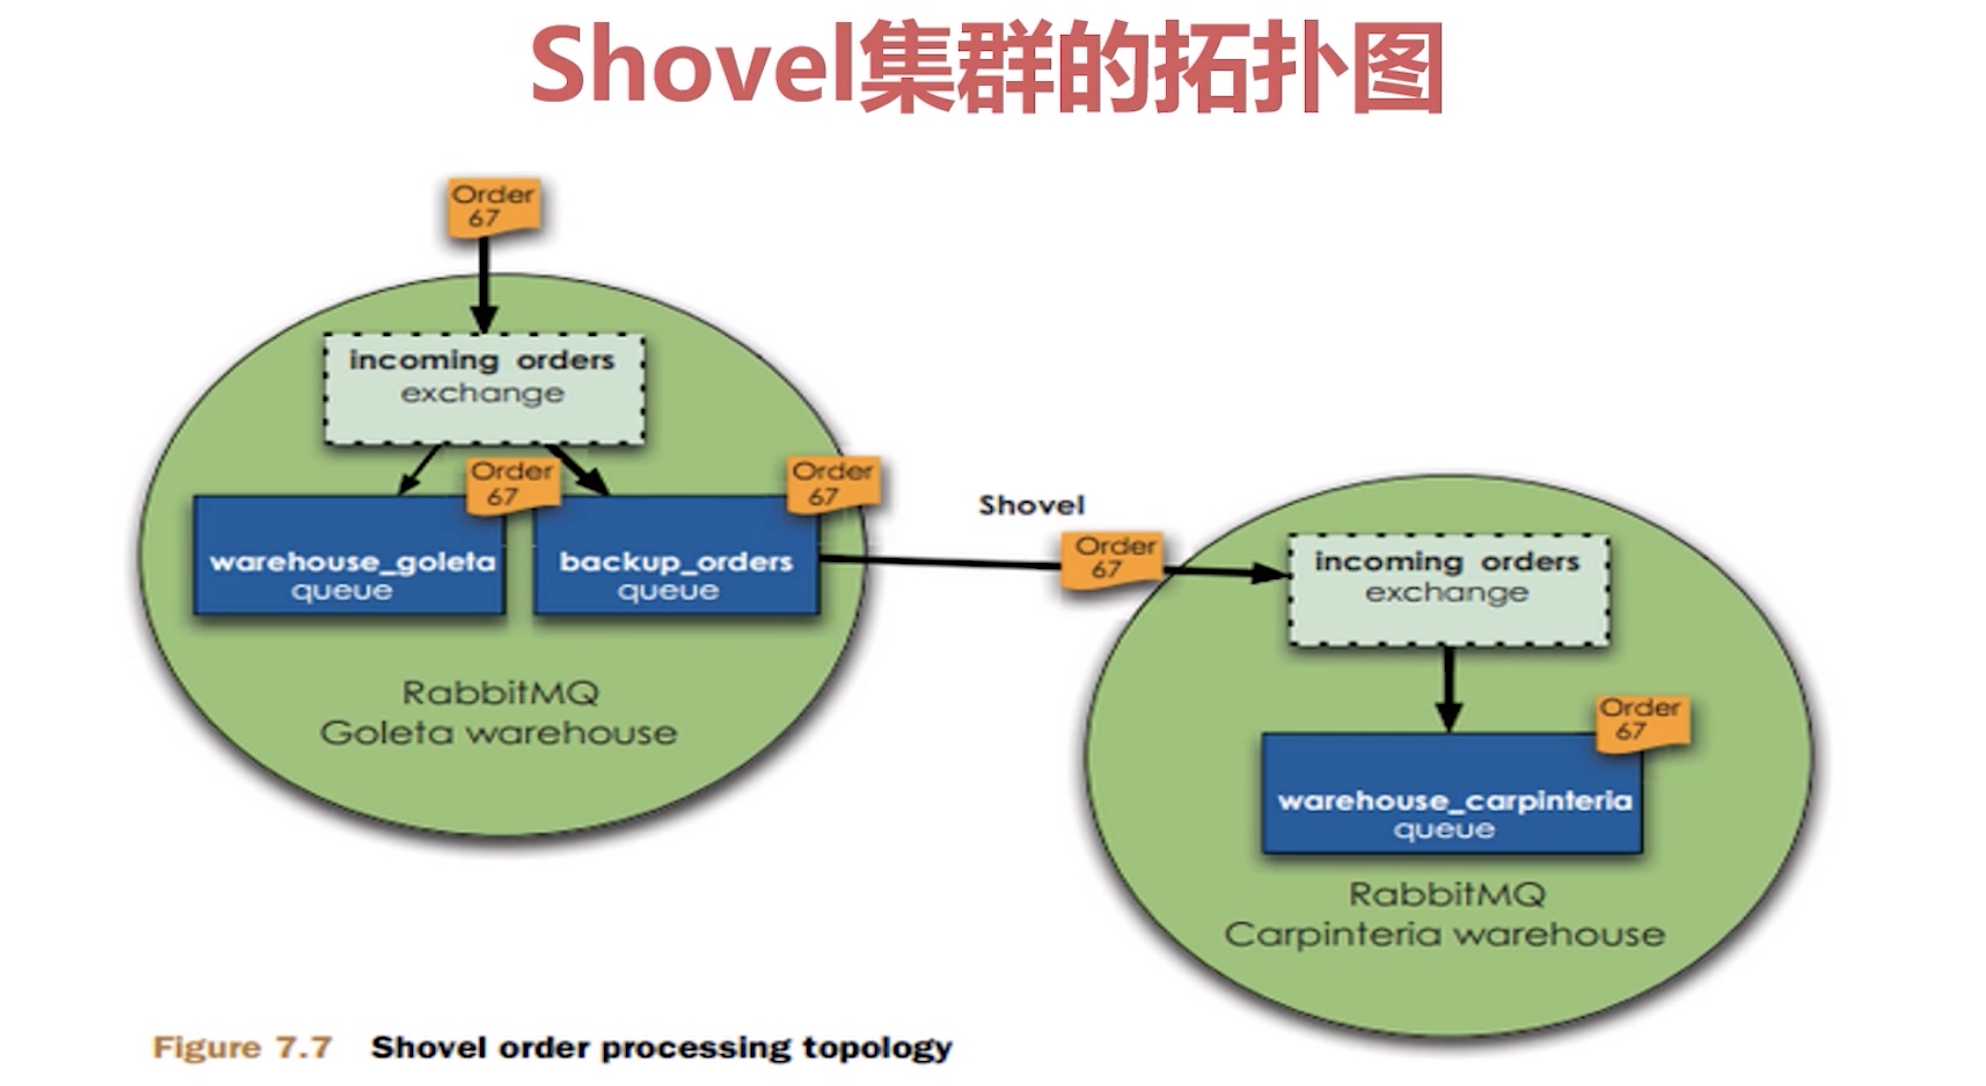 Shovel集群的拓扑图
Order
67
incoming orders
exchange
Order
67
Order
67
warehouse_goleta
queue
backup_orders
queue
RabbitMQ
Goleta warehouse
Shovel
Order
67
incoming orders
exchange
Order
67
warehouse_carpinteria
queue
RabbitMQ
Carpinteria warehouse
Figure 7.7 Shovel order processing topology